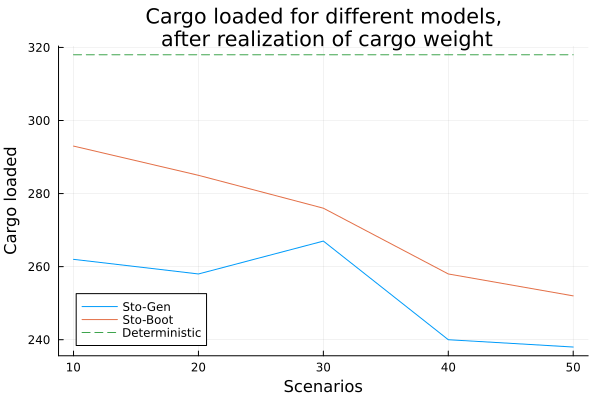 Cargo loaded for different models,
after realization of cargo weight
Cargo loaded
320
300
280
260
240
Sto-Gen
Sto-Boot
Deterministic
10 20 30 40 50
Scenarios